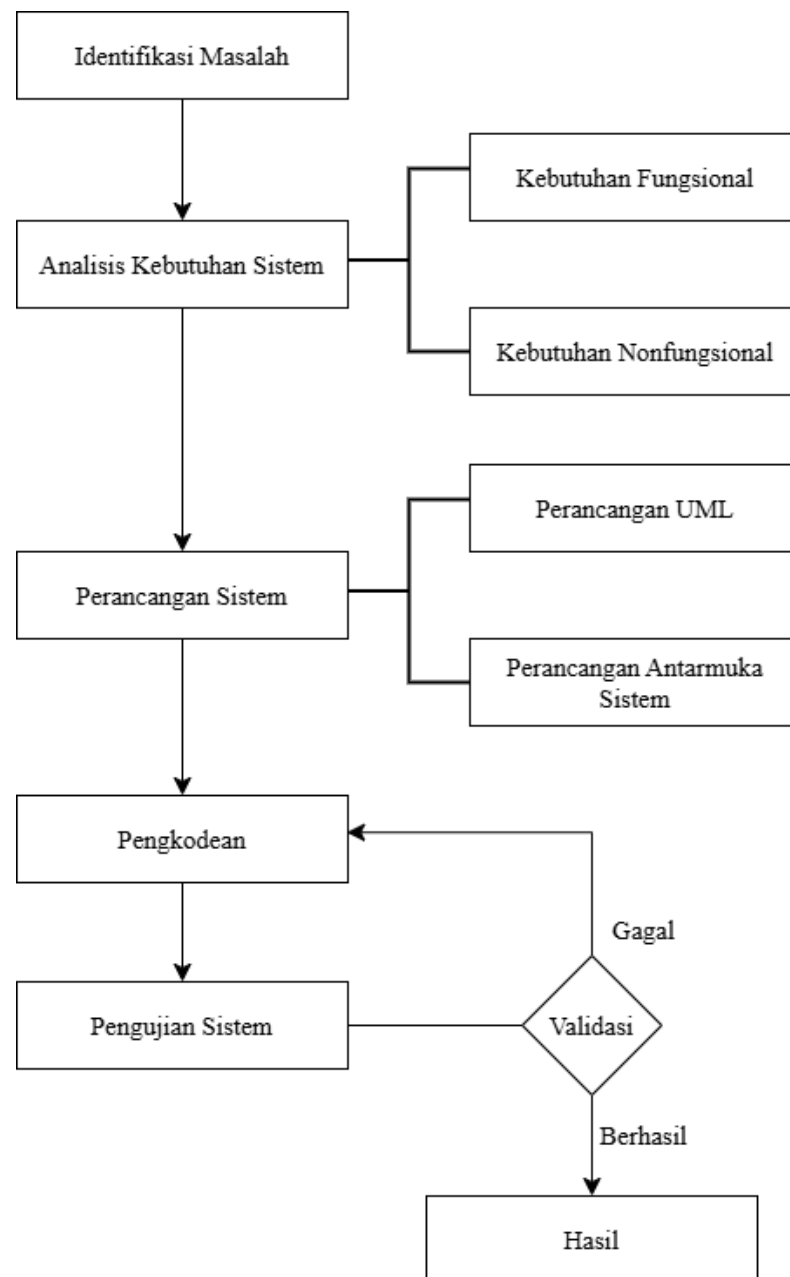 Identifikasi Masalah
Kebutuhan Fungsional
Analisis Kebutuhan Sistem
Kebutuhan Nonfungsional
Perancangan UML
Perancangan Sistem
Perancangan Antarmuka
Sistem
Pengkodean
Gagal
Pengujian Sistem
Validasi
Berhasil
Hasil